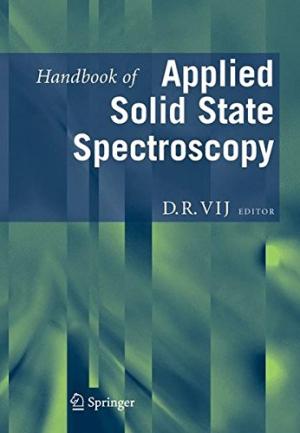 Handbook of Applied
Solid State
Spectroscopy
D.R. VIJ EDITOR
Springer